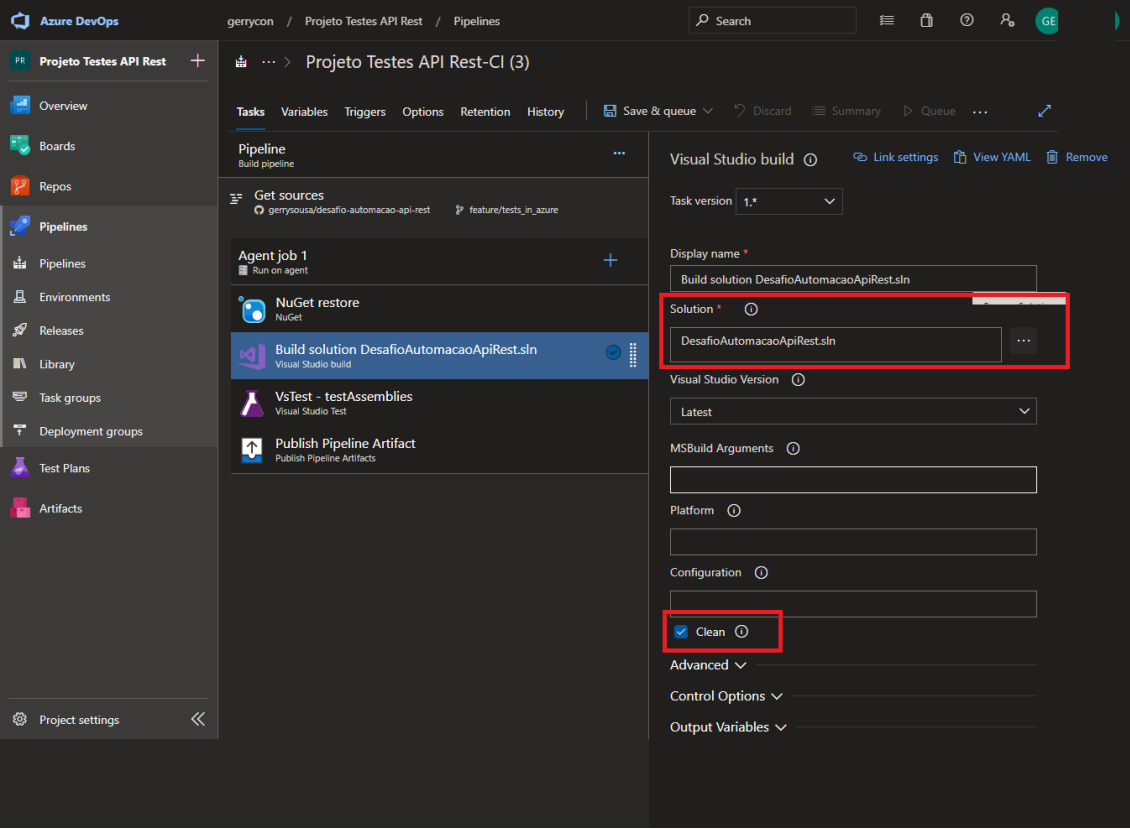 Azure DevOps
gerrycon / Projeto Testes API Rest / Pipelines
Search
GE
PR Projeto Testes API Rest
Overview
Boards
Repos
Pipelines
Pipelines
Environments
Releases
Library
Task groups
Deployment groups
Test Plans
Artifacts
Project settings
··· > Projeto Testes API Rest-CI (3)
Tasks Variables Triggers Options Retention History
Save & queue Discard Summary Queue ···
Pipeline
Build pipeline
Get sources
gerrysousa/desafio-automacao-api-rest feature/tests_in_azure
Agent job 1
Run on agent
NuGet restore
NuGet
Build solution DesafioAutomacaoApiRest.sln
Visual Studio build
VsTest - testAssemblies
Visual Studio Test
Publish Pipeline Artifact
Publish Pipeline Artifacts
Visual Studio build
Link settings View YAML Remove
Task version 1.*
Display name *
Build solution DesafioAutomacaoApiRest.sln
Solution *
DesafioAutomacaoApiRest.sln
Visual Studio Version
Latest
MSBuild Arguments
Platform
Configuration
Clean
Advanced
Control Options
Output Variables